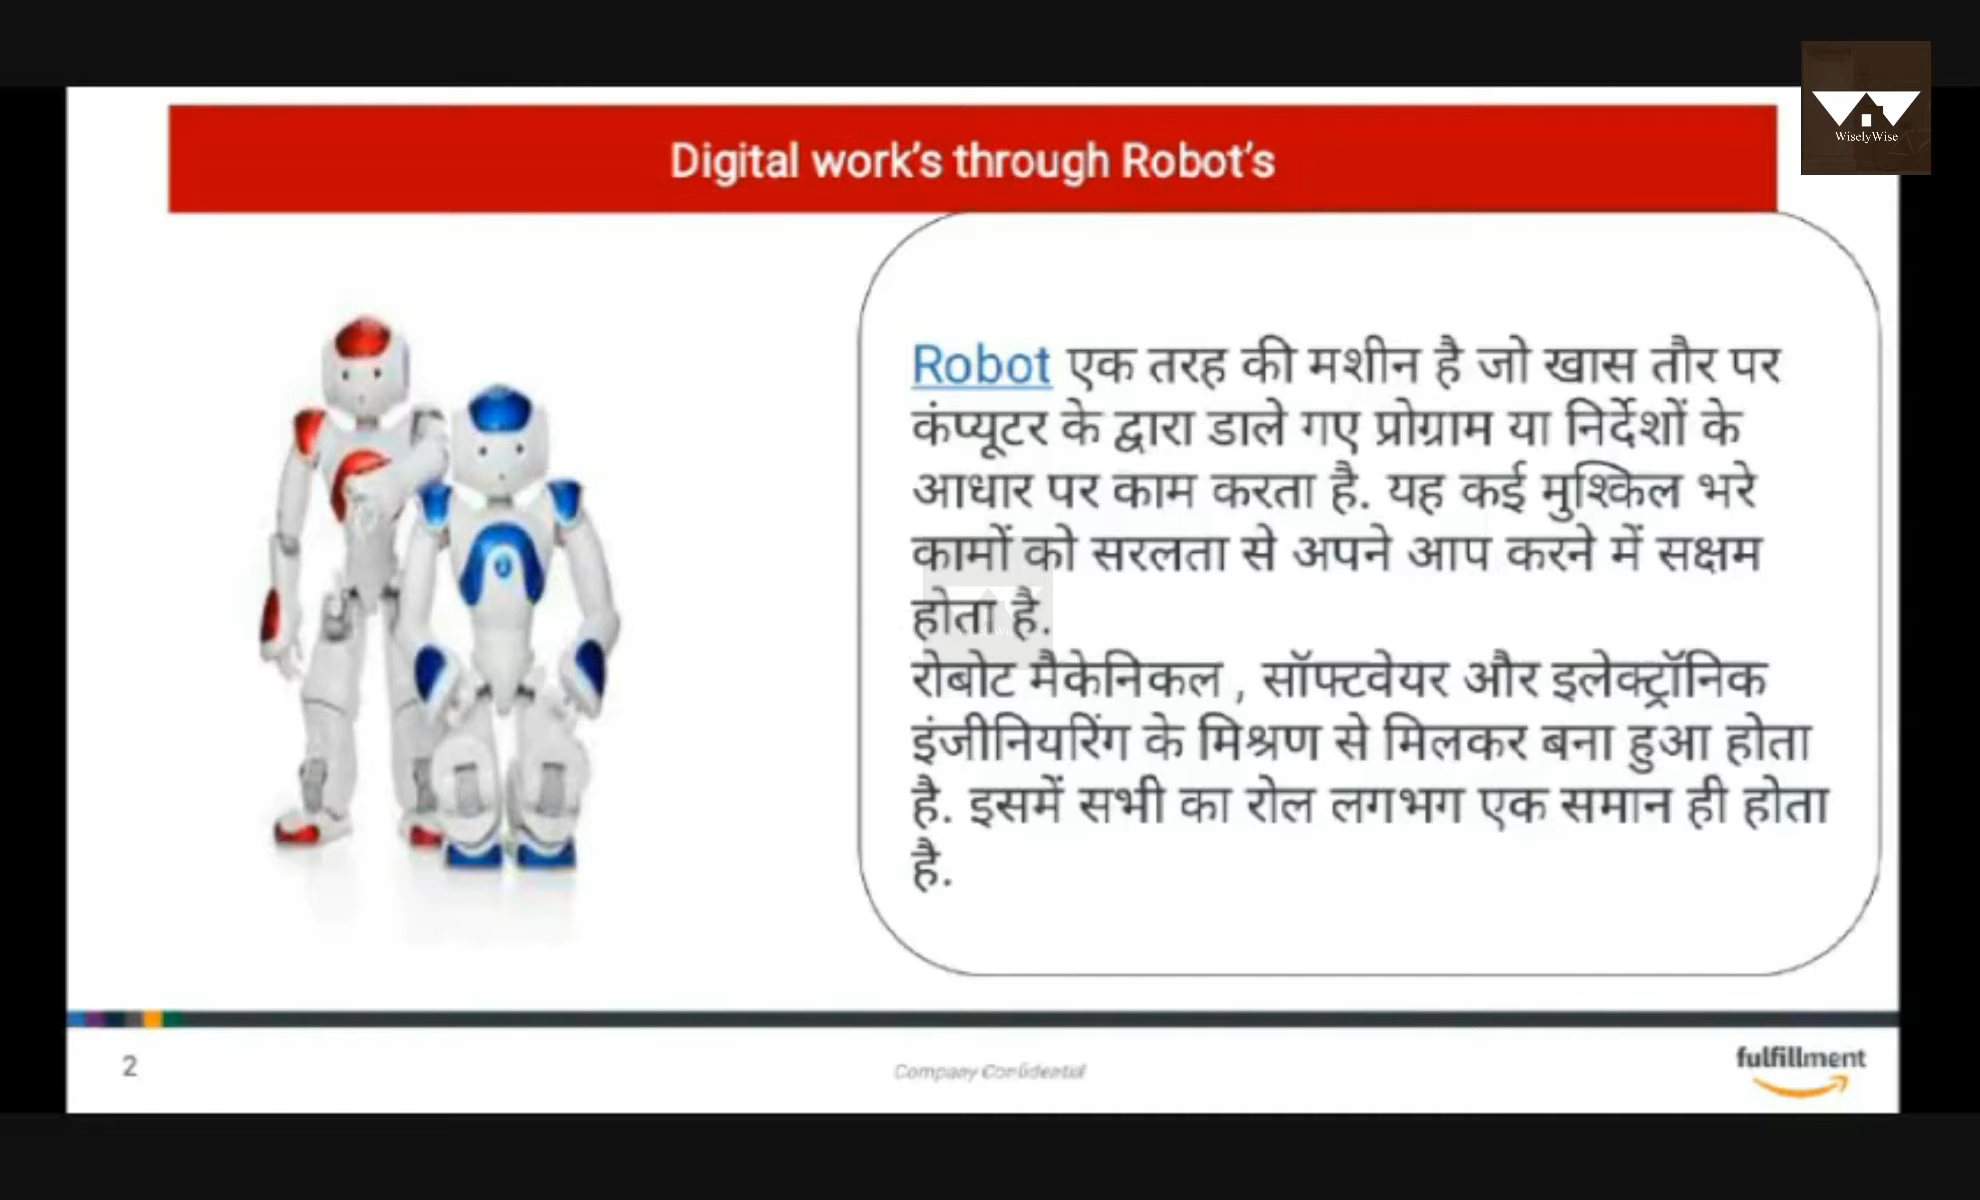 WiselyWise
Digital work's through Robot's
Robot एक तरह की मशीन है जो खास तौर पर
कंप्यूटर के द्वारा डाले गए प्रोग्राम या निर्देशों के
आधार पर काम करता है. यह कई मुश्किल भरे
कामों को सरलता से अपने आप करने में सक्षम
होता है.
रोबोट मैकेनिकल , सॉफ्टवेयर और इलेक्ट्रॉनिक
इंजीनियरिंग के मिश्रण से मिलकर बना हुआ होता
है. इसमें सभी का रोल लगभग एक समान ही होता
है.
2
Company Confidential
fulfillment